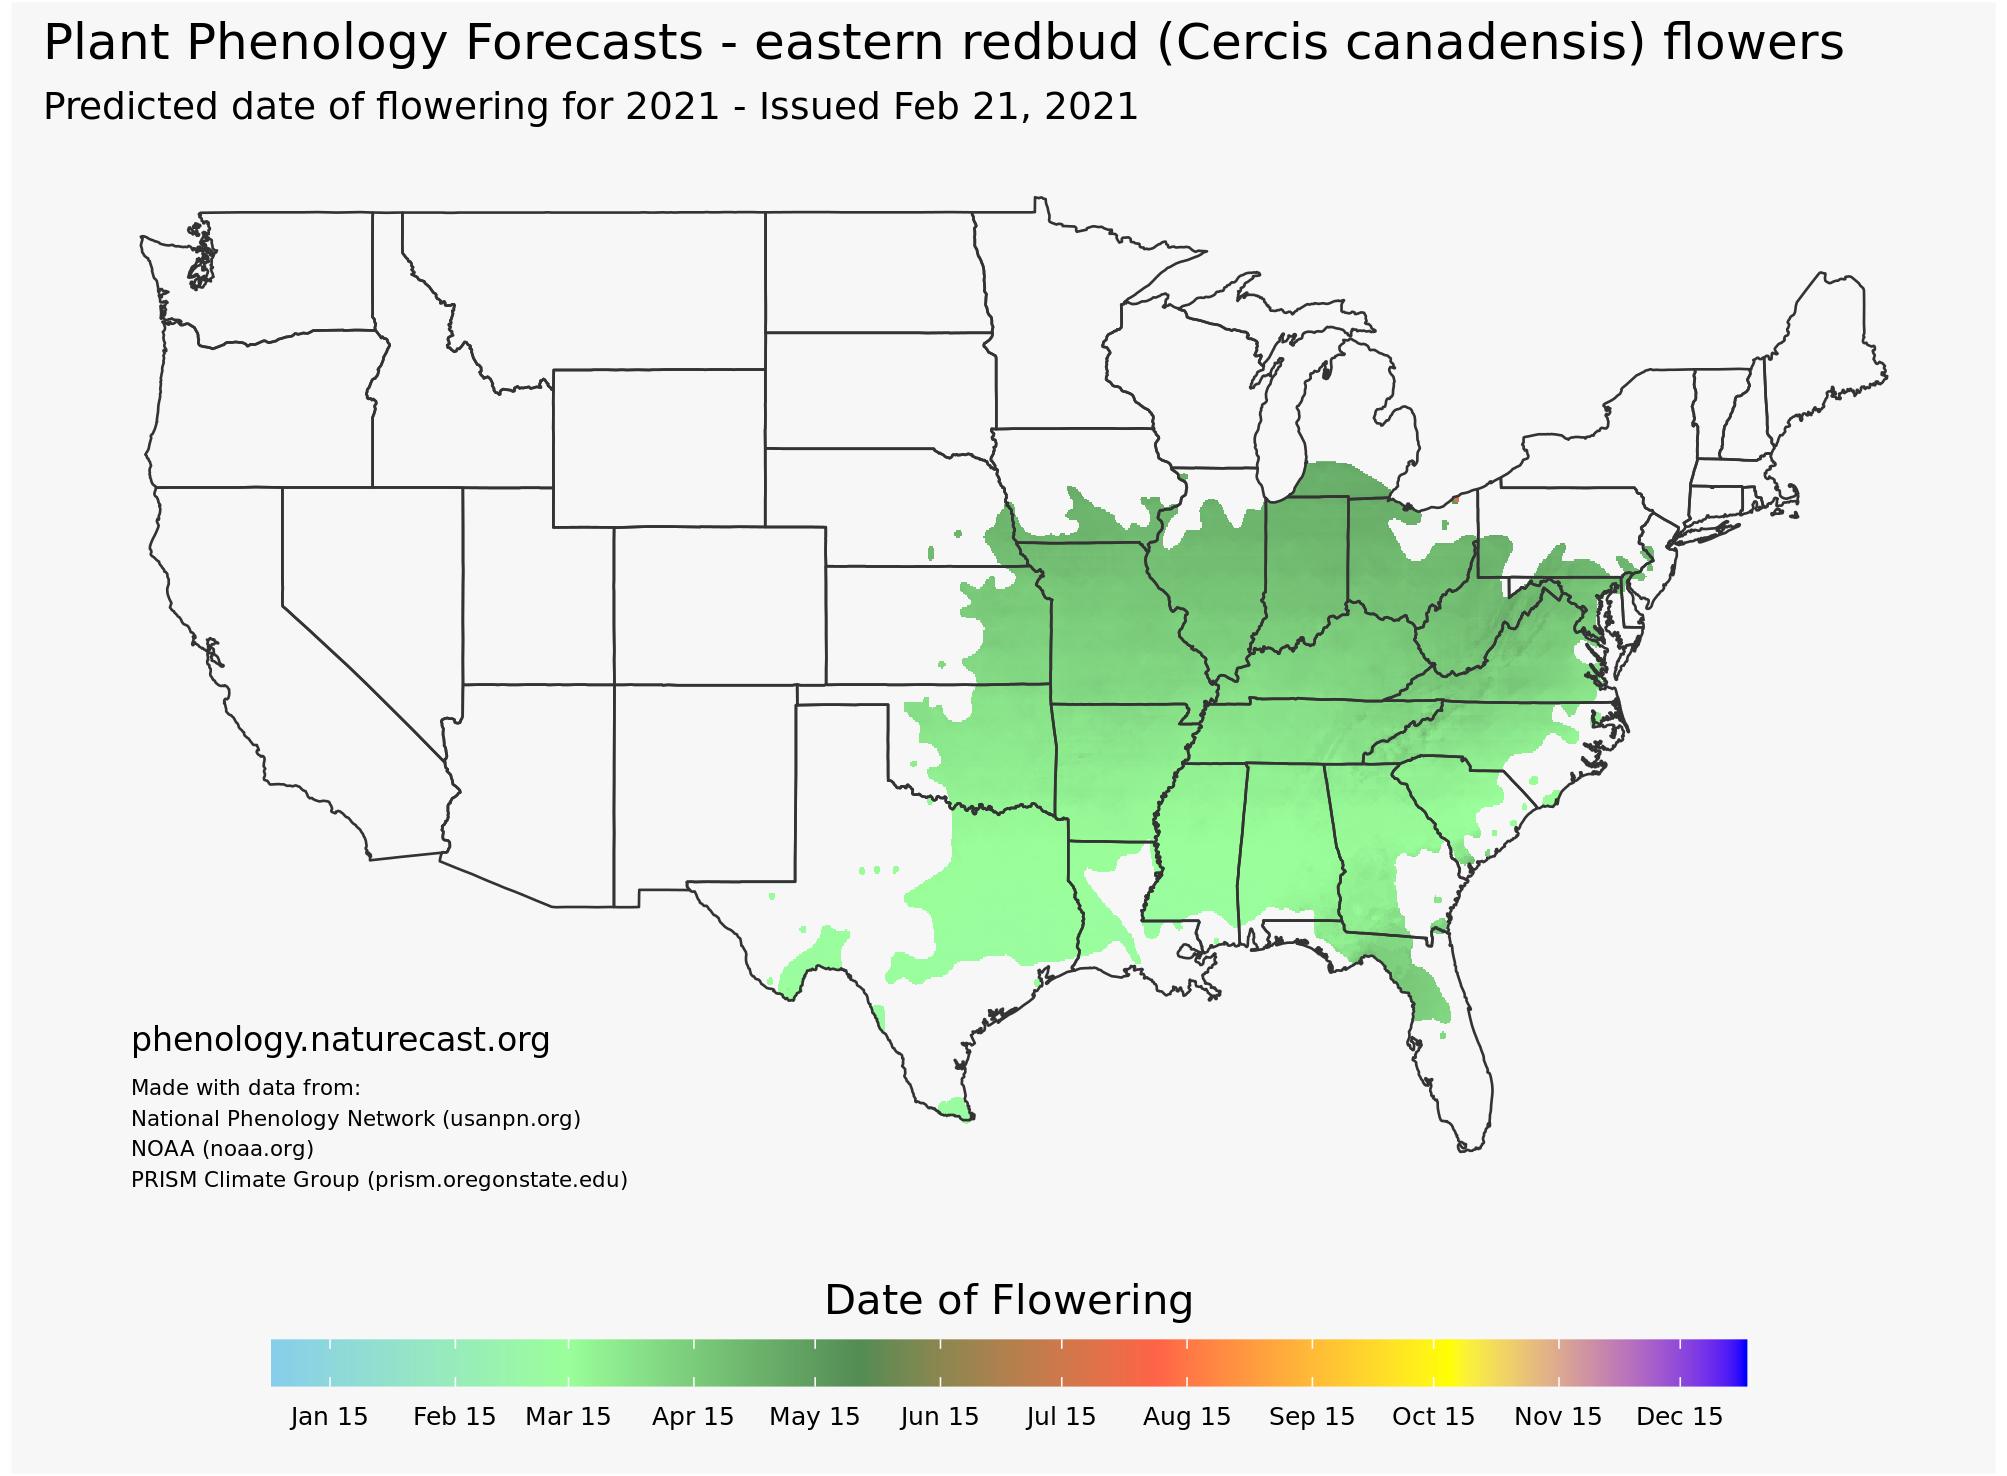 Plant Phenology Forecasts - eastern redbud (Cercis canadensis) flowers
Predicted date of flowering for 2021 - Issued Feb 21, 2021
phenology.naturecast.org
Made with data from:
National Phenology Network (usanpn.org)
NOAA (noaa.org)
PRISM Climate Group (prism.oregonstate.edu)
Date of Flowering
Jan 15 Feb 15 Mar 15 Apr 15 May 15 Jun 15 Jul 15 Aug 15 Sep 15 Oct 15 Nov 15 Dec 15